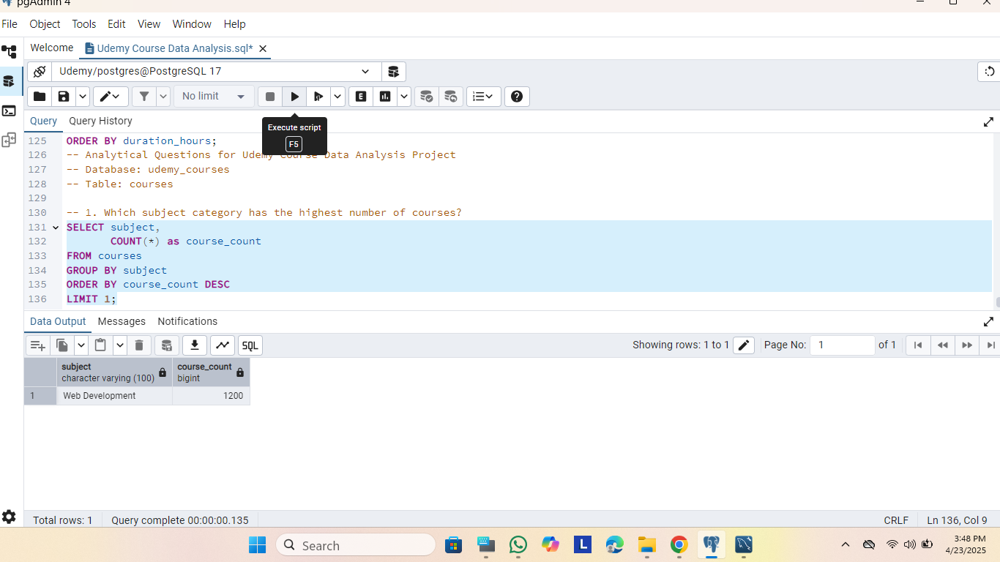 pgAdmin 4
File Object Tools Edit View Window Help
Welcome Udemy Course Data Analysis.sql*
Udemy/postgres@PostgreSQL 17
No limit E
Execute script
F5
Query Query History
125 ORDER BY duration_hours;
126 -- Analytical Questions for Udemy Course Data Analysis Project
127 -- Database: udemy_courses
128 -- Table: courses
129
130 -- 1. Which subject category has the highest number of courses?
131 SELECT subject,
132 COUNT(*) as course_count
133 FROM courses
134 GROUP BY subject
135 ORDER BY course_count DESC
136 LIMIT 1;
Data Output Messages Notifications
SQL Showing rows: 1 to 1 Page No: 1 of 1
subject course_count
character varying (100) bigint
1 Web Development 1200
Total rows: 1 Query complete 00:00:00.135 CRLF Ln 136, Col 9
Search L 3:48 PM
4/23/2025